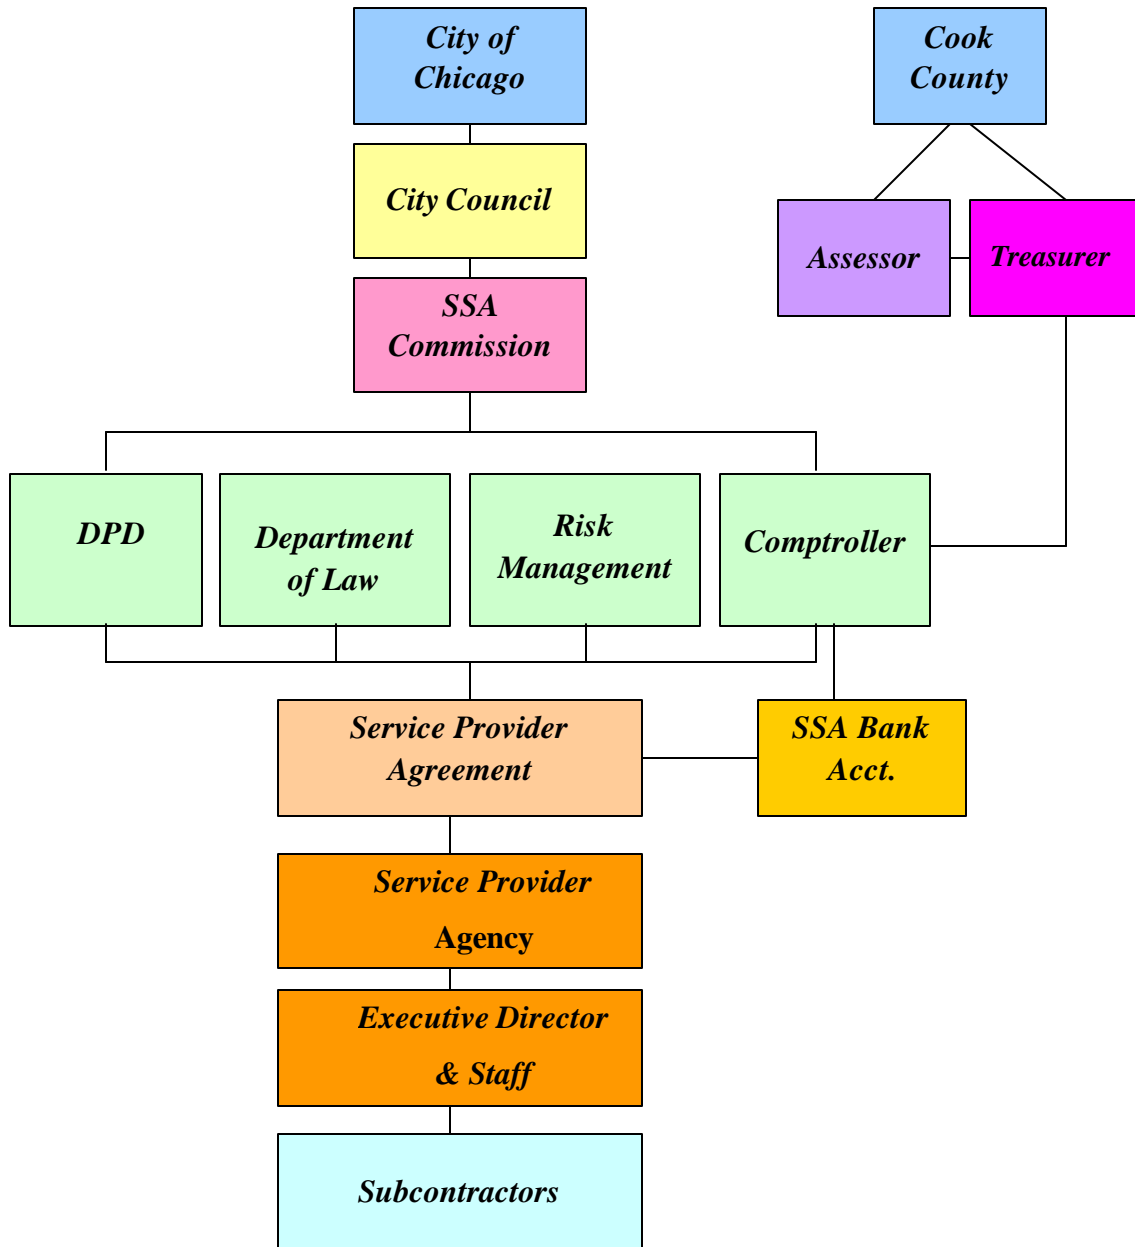 City of
Chicago
Cook
County
City Council
Assessor
Treasurer
SSA
Commission
DPD
Department
of Law
Risk
Management
Comptroller
Service Provider
Agreement
SSA Bank
Acct.
Service Provider
Agency
Executive Director
& Staff
Subcontractors